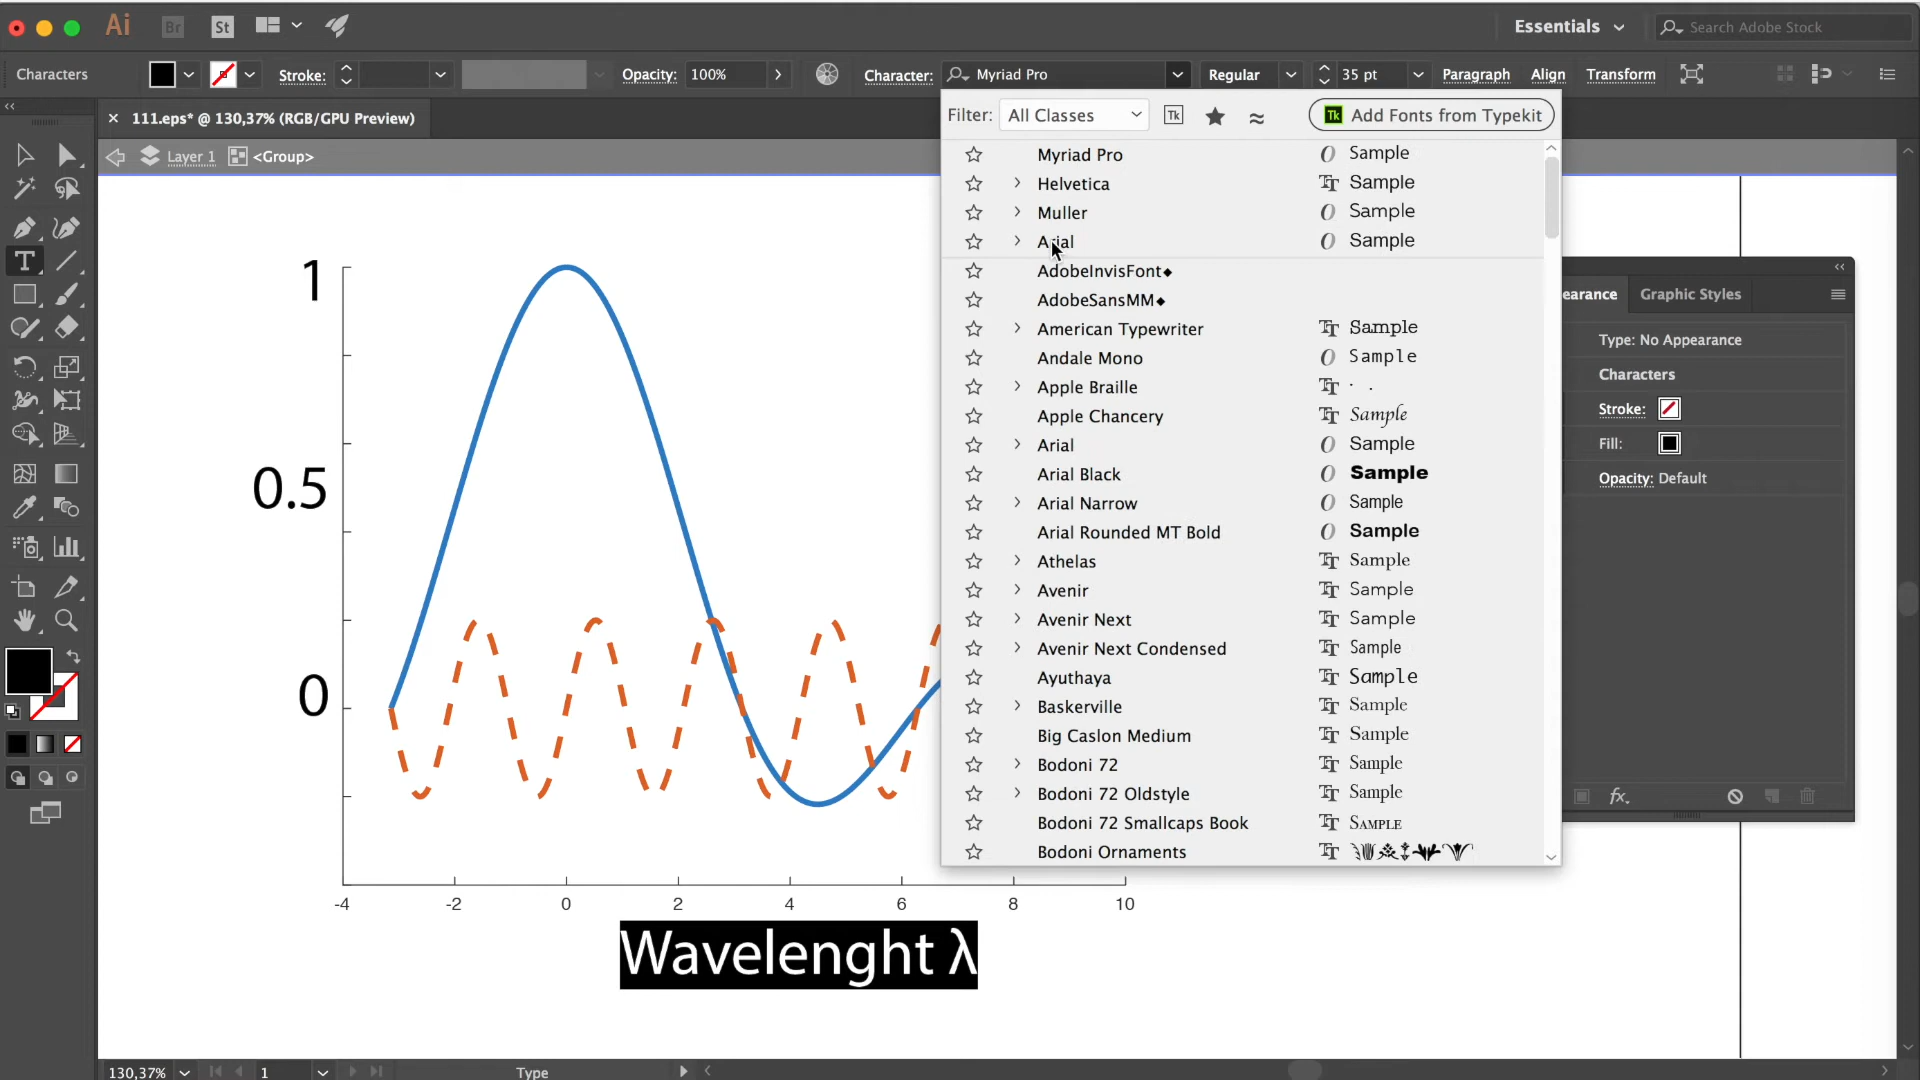 Ai Br St Essentials Search Adobe Stock
Characters Stroke: Opacity: 100% Character: Myriad Pro Regular 35 pt Paragraph Align Transform
111.eps* @ 130,37% (RGB/GPU Preview)
Layer 1 <Group>
Filter: All Classes Tk Tk Add Fonts from Typekit
Myriad Pro Sample
Helvetica Sample
Muller Sample
Arial Sample
AdobeInvisFont
AdobeSansMM
American Typewriter Sample
Andale Mono Sample
Apple Braille
Apple Chancery Sample
Arial Sample
Arial Black Sample
Arial Narrow Sample
Arial Rounded MT Bold Sample
Athelas Sample
Avenir Sample
Avenir Next Sample
Avenir Next Condensed Sample
Ayuthaya Sample
Baskerville Sample
Big Caslon Medium Sample
Bodoni 72 Sample
Bodoni 72 Oldstyle Sample
Bodoni 72 Smallcaps Book Sample
Bodoni Ornaments
earance Graphic Styles
Type: No Appearance
Characters
Stroke:
Fill:
Opacity: Default
fx
1
0.5
0
-4 -2 0 2 4 6 8 10
Wavelenght λ
130,37% 1 Type